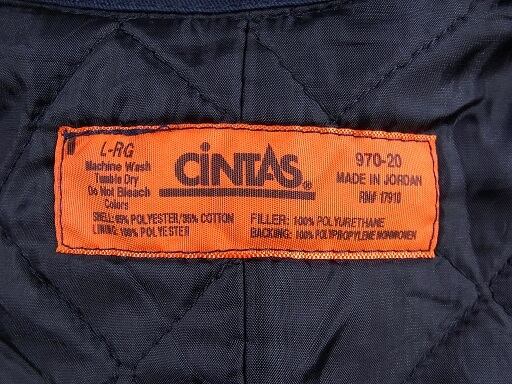 L-RG
Machine Wash
Tumble Dry
Do Not Bleach
Colors
SHELL: 65% POLYESTER/35% COTTON
LINING: 100% POLYESTER
CiNTAS®
FILLER: 100% POLYURETHANE
BACKING: 100% POLYPROPYLENE NONWOVEN
970-20
MADE IN JORDAN
RN# 17910